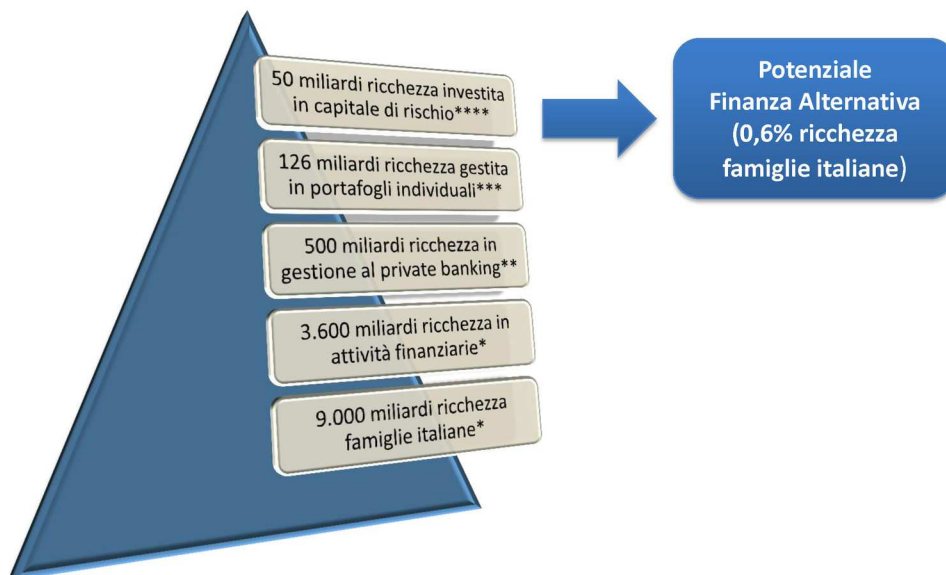 50 miliardi ricchezza investita
in capitale di rischio****
126 miliardi ricchezza gestita
in portafogli individuali***
500 miliardi ricchezza in
gestione al private banking**
3.600 miliardi ricchezza in
attività finanziarie*
9.000 miliardi ricchezza
famiglie italiane*
Potenziale
Finanza Alternativa
(0,6% ricchezza
famiglie italiane)